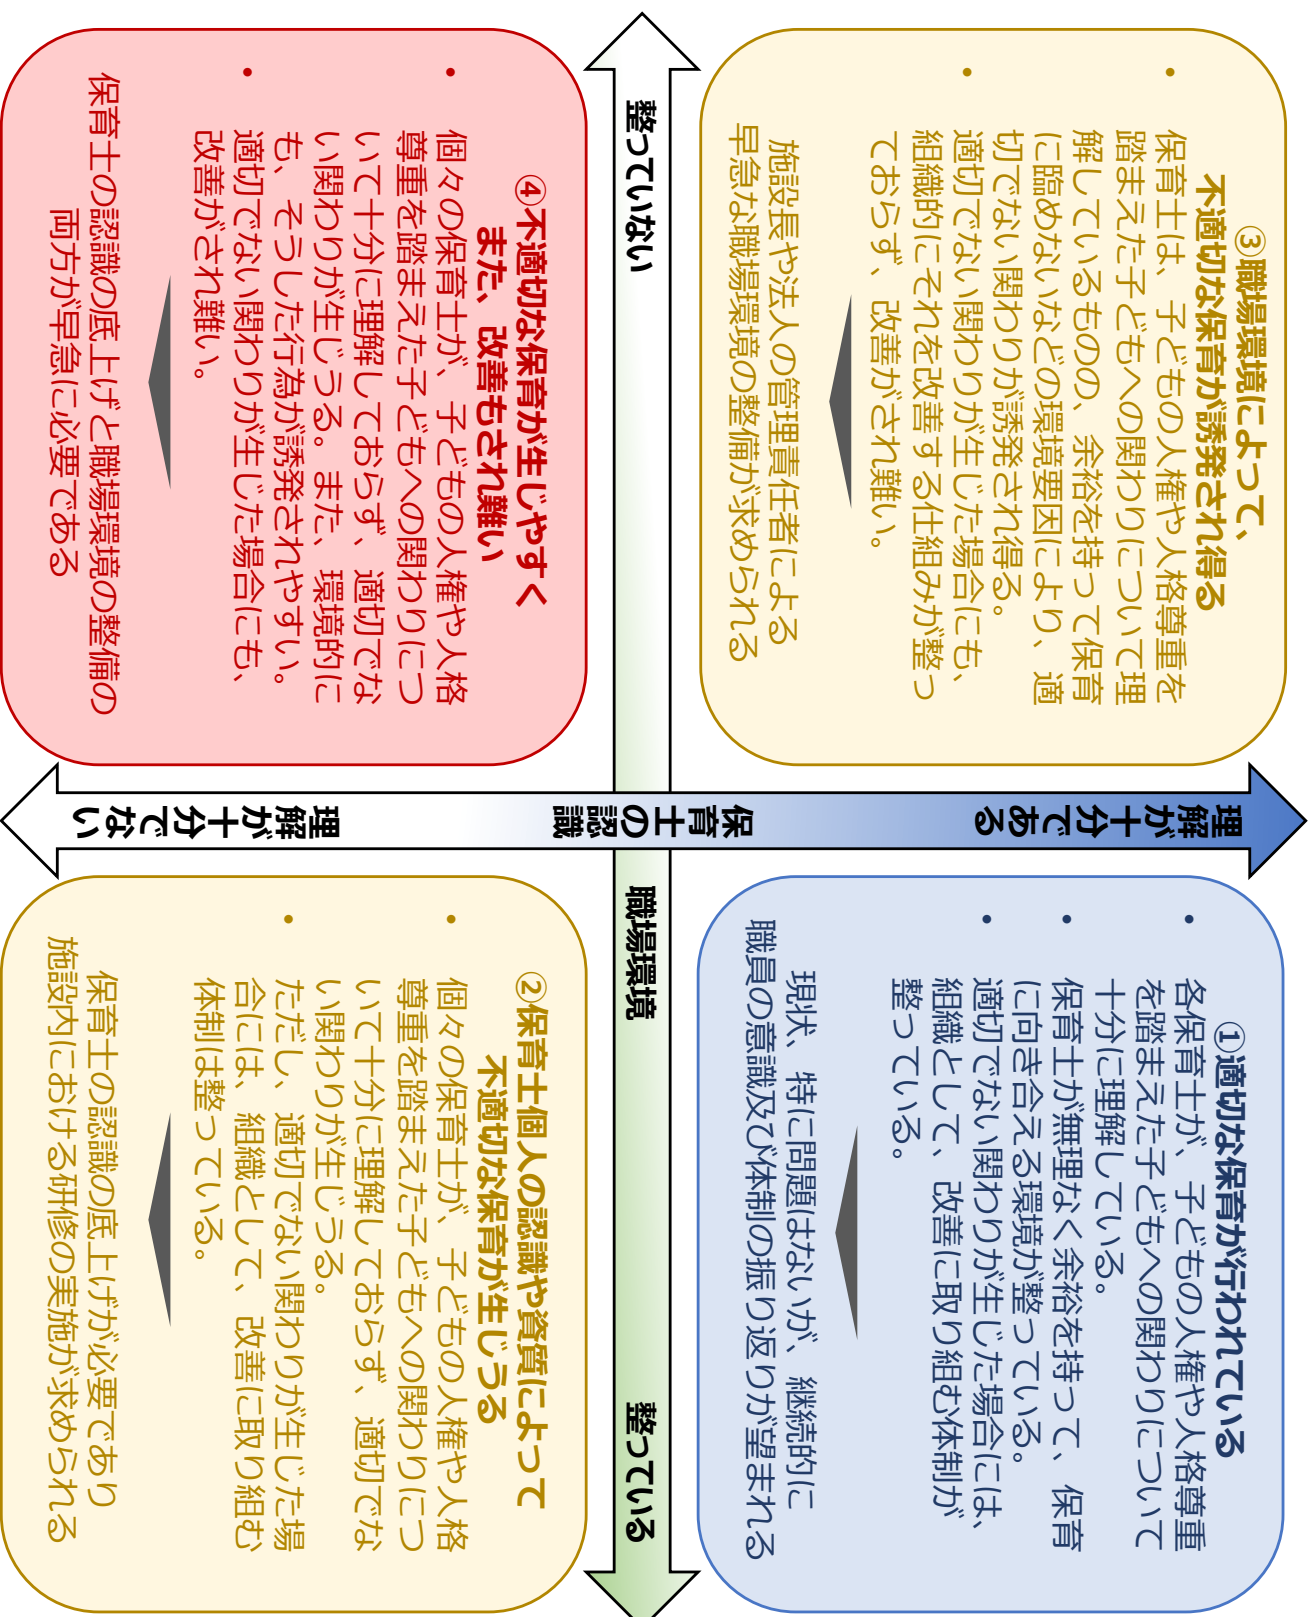 ③職場環境によって、
不適切な保育が誘発され得る
• 保育士は、子どもの人権や人格尊重を
踏まえた子どもへの関わりについて理
解しているものの、余裕を持って保育
に臨めないなどの環境要因により、適
切でない関わりが誘発され得る。
• 適切でない関わりが生じた場合にも、
組織的にそれを改善する仕組みが整っ
ておらず、改善がされ難い。
施設長や法人の管理責任者による
早急な職場環境の整備が求められる
理解が十分である
①適切な保育が行われている
• 各保育士が、子どもの人権や人格尊重
を踏まえた子どもへの関わりについて
十分に理解している。
• 保育士が無理なく余裕を持って、保育
に向き合える環境が整っている。
• 適切でない関わりが生じた場合には、
組織として、改善に取り組む体制が
整っている。
現状、特に問題はないが、継続的に
職員の意識及び体制の振り返りが望まれる
整っていない
保育士の認識
職場環境
整っている
④不適切な保育が生じやすく
また、改善もされ難い
• 個々の保育士が、子どもの人権や人格
尊重を踏まえた子どもへの関わりにつ
いて十分に理解しておらず、適切でな
い関わりが生じうる。また、環境的に
も、そうした行為が誘発されやすい。
• 適切でない関わりが生じた場合にも、
改善がされ難い。
保育士の認識の底上げと職場環境の整備の
両方が早急に必要である
理解が十分でない
②保育士個人の認識や資質によって
不適切な保育が生じうる
• 個々の保育士が、子どもの人権や人格
尊重を踏まえた子どもへの関わりにつ
いて十分に理解しておらず、適切でな
い関わりが生じうる。
• ただし、適切でない関わりが生じた場
合には、組織として、改善に取り組む
体制は整っている。
保育士の認識の底上げが必要であり
施設内における研修の実施が求められる